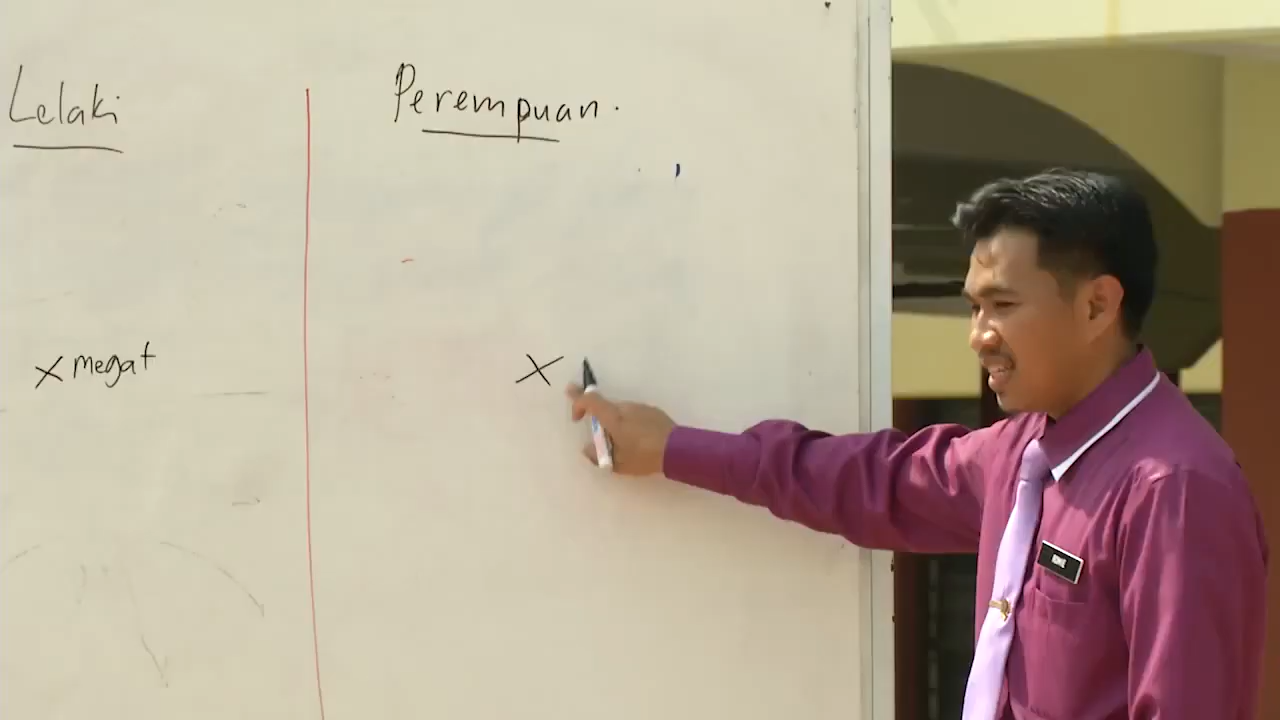 Lelaki
Perempuan.
x megat
x